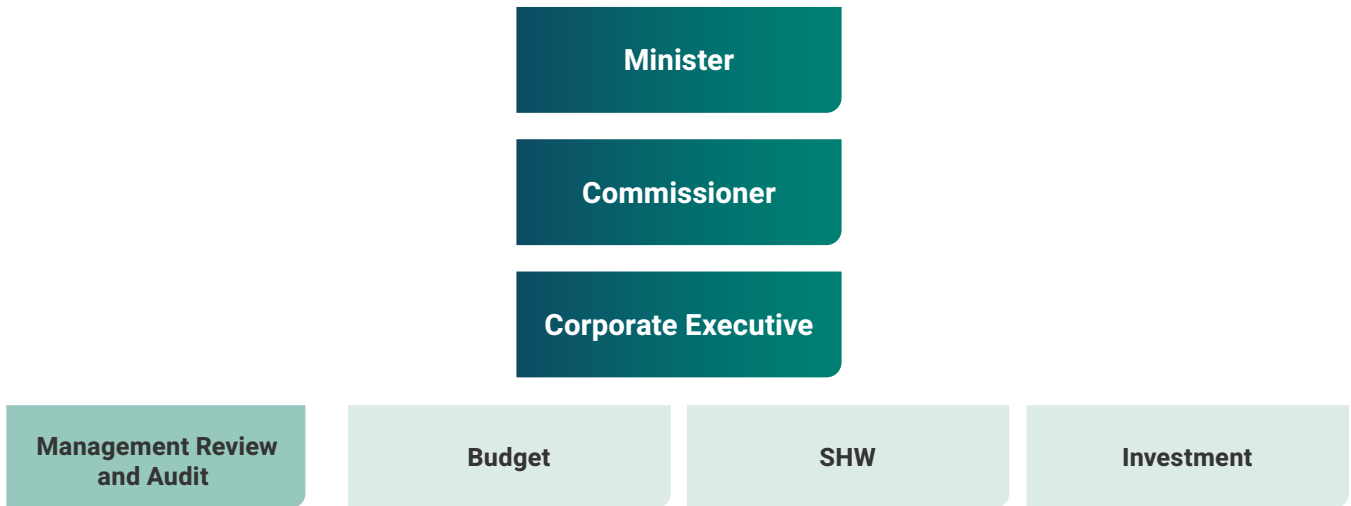 Minister
Commissioner
Corporate Executive
Management Review
and Audit
Budget
SHW
Investment